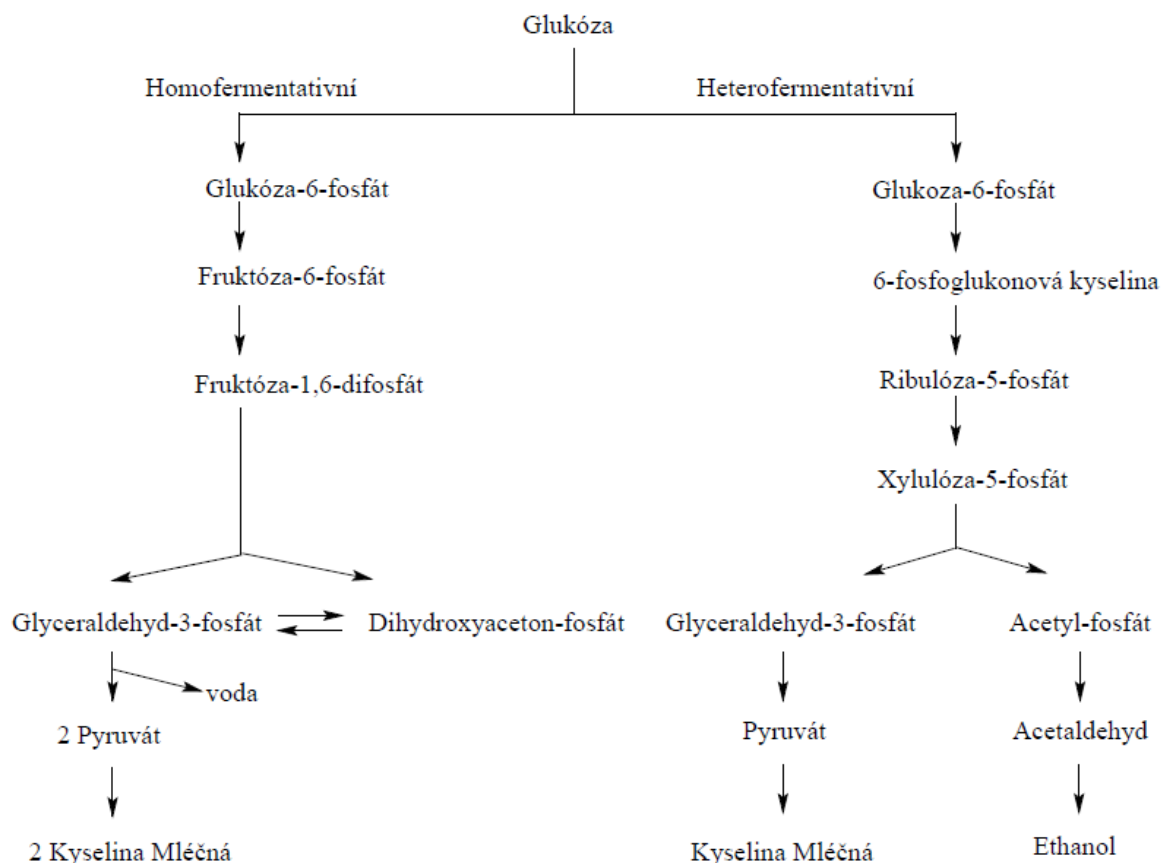 Glukóza
Homofermentativní
Heterofermentativní
Glukóza-6-fosfát
Glukoza-6-fosfát
Fruktóza-6-fosfát
6-fosfoglukonová kyselina
Fruktóza-1,6-difosfát
Ribulóza-5-fosfát
Xylulóza-5-fosfát
Glyceraldehyd-3-fosfát
Dihydroxyaceton-fosfát
Glyceraldehyd-3-fosfát
Acetyl-fosfát
voda
2 Pyruvát
Pyruvát
Acetaldehyd
2 Kyselina Mléčná
Kyselina Mléčná
Ethanol